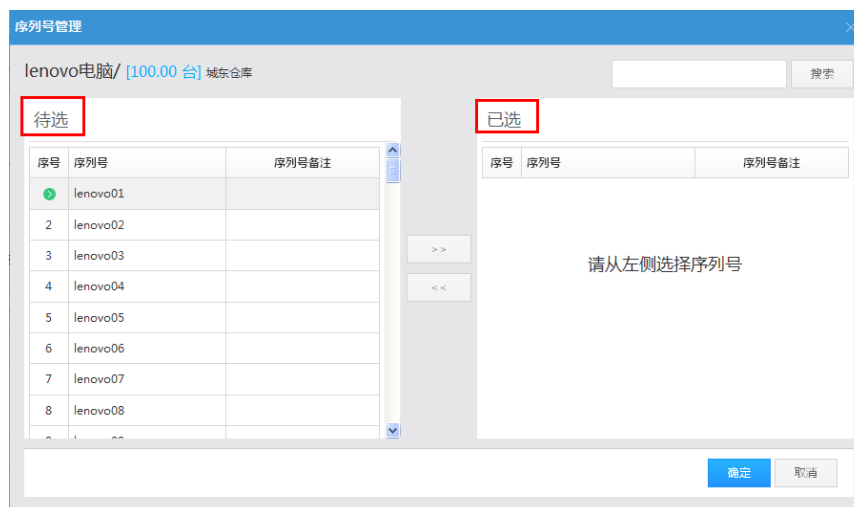 序列号管理
lenovo电脑/ [100.00 台] 城东仓库
搜索
待选
序号 序列号 序列号备注
lenovo01
2 lenovo02
3 lenovo03
4 lenovo04
5 lenovo05
6 lenovo06
7 lenovo07
8 lenovo08
>>
<<
已选
序号 序列号 序列号备注
请从左侧选择序列号
确定 取消